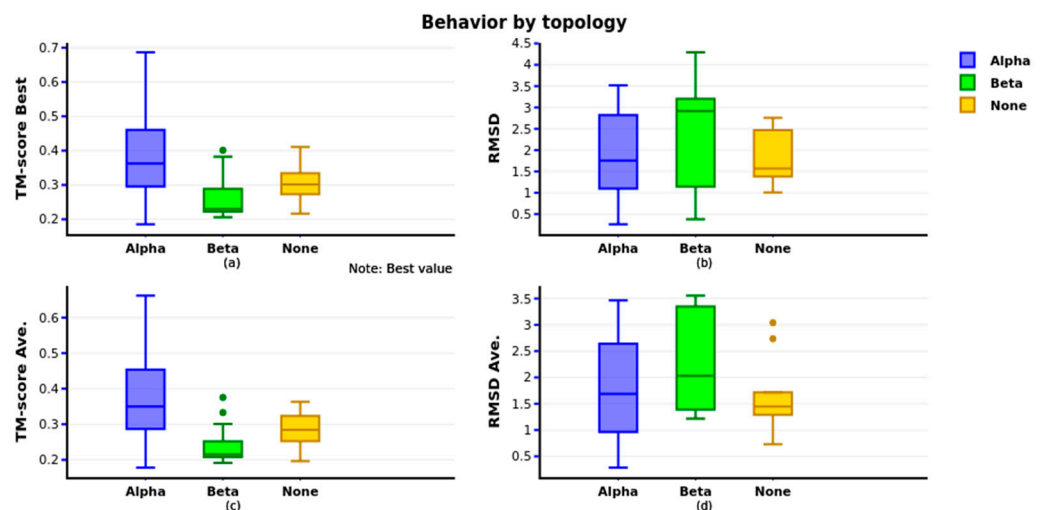 Behavior by topology
TM-score Best
0.7
0.6
0.5
0.4
0.3
0.2
Alpha Beta None
(a)
Note: Best value
RMSD
4.5
4
3.5
3
2.5
2
1.5
1
0.5
Alpha Beta None
(b)
Alpha
Beta
None
TM-score Ave.
0.6
0.5
0.4
0.3
0.2
Alpha Beta None
(c)
RMSD Ave.
3.5
3
2.5
2
1.5
1
0.5
Alpha Beta None
(d)